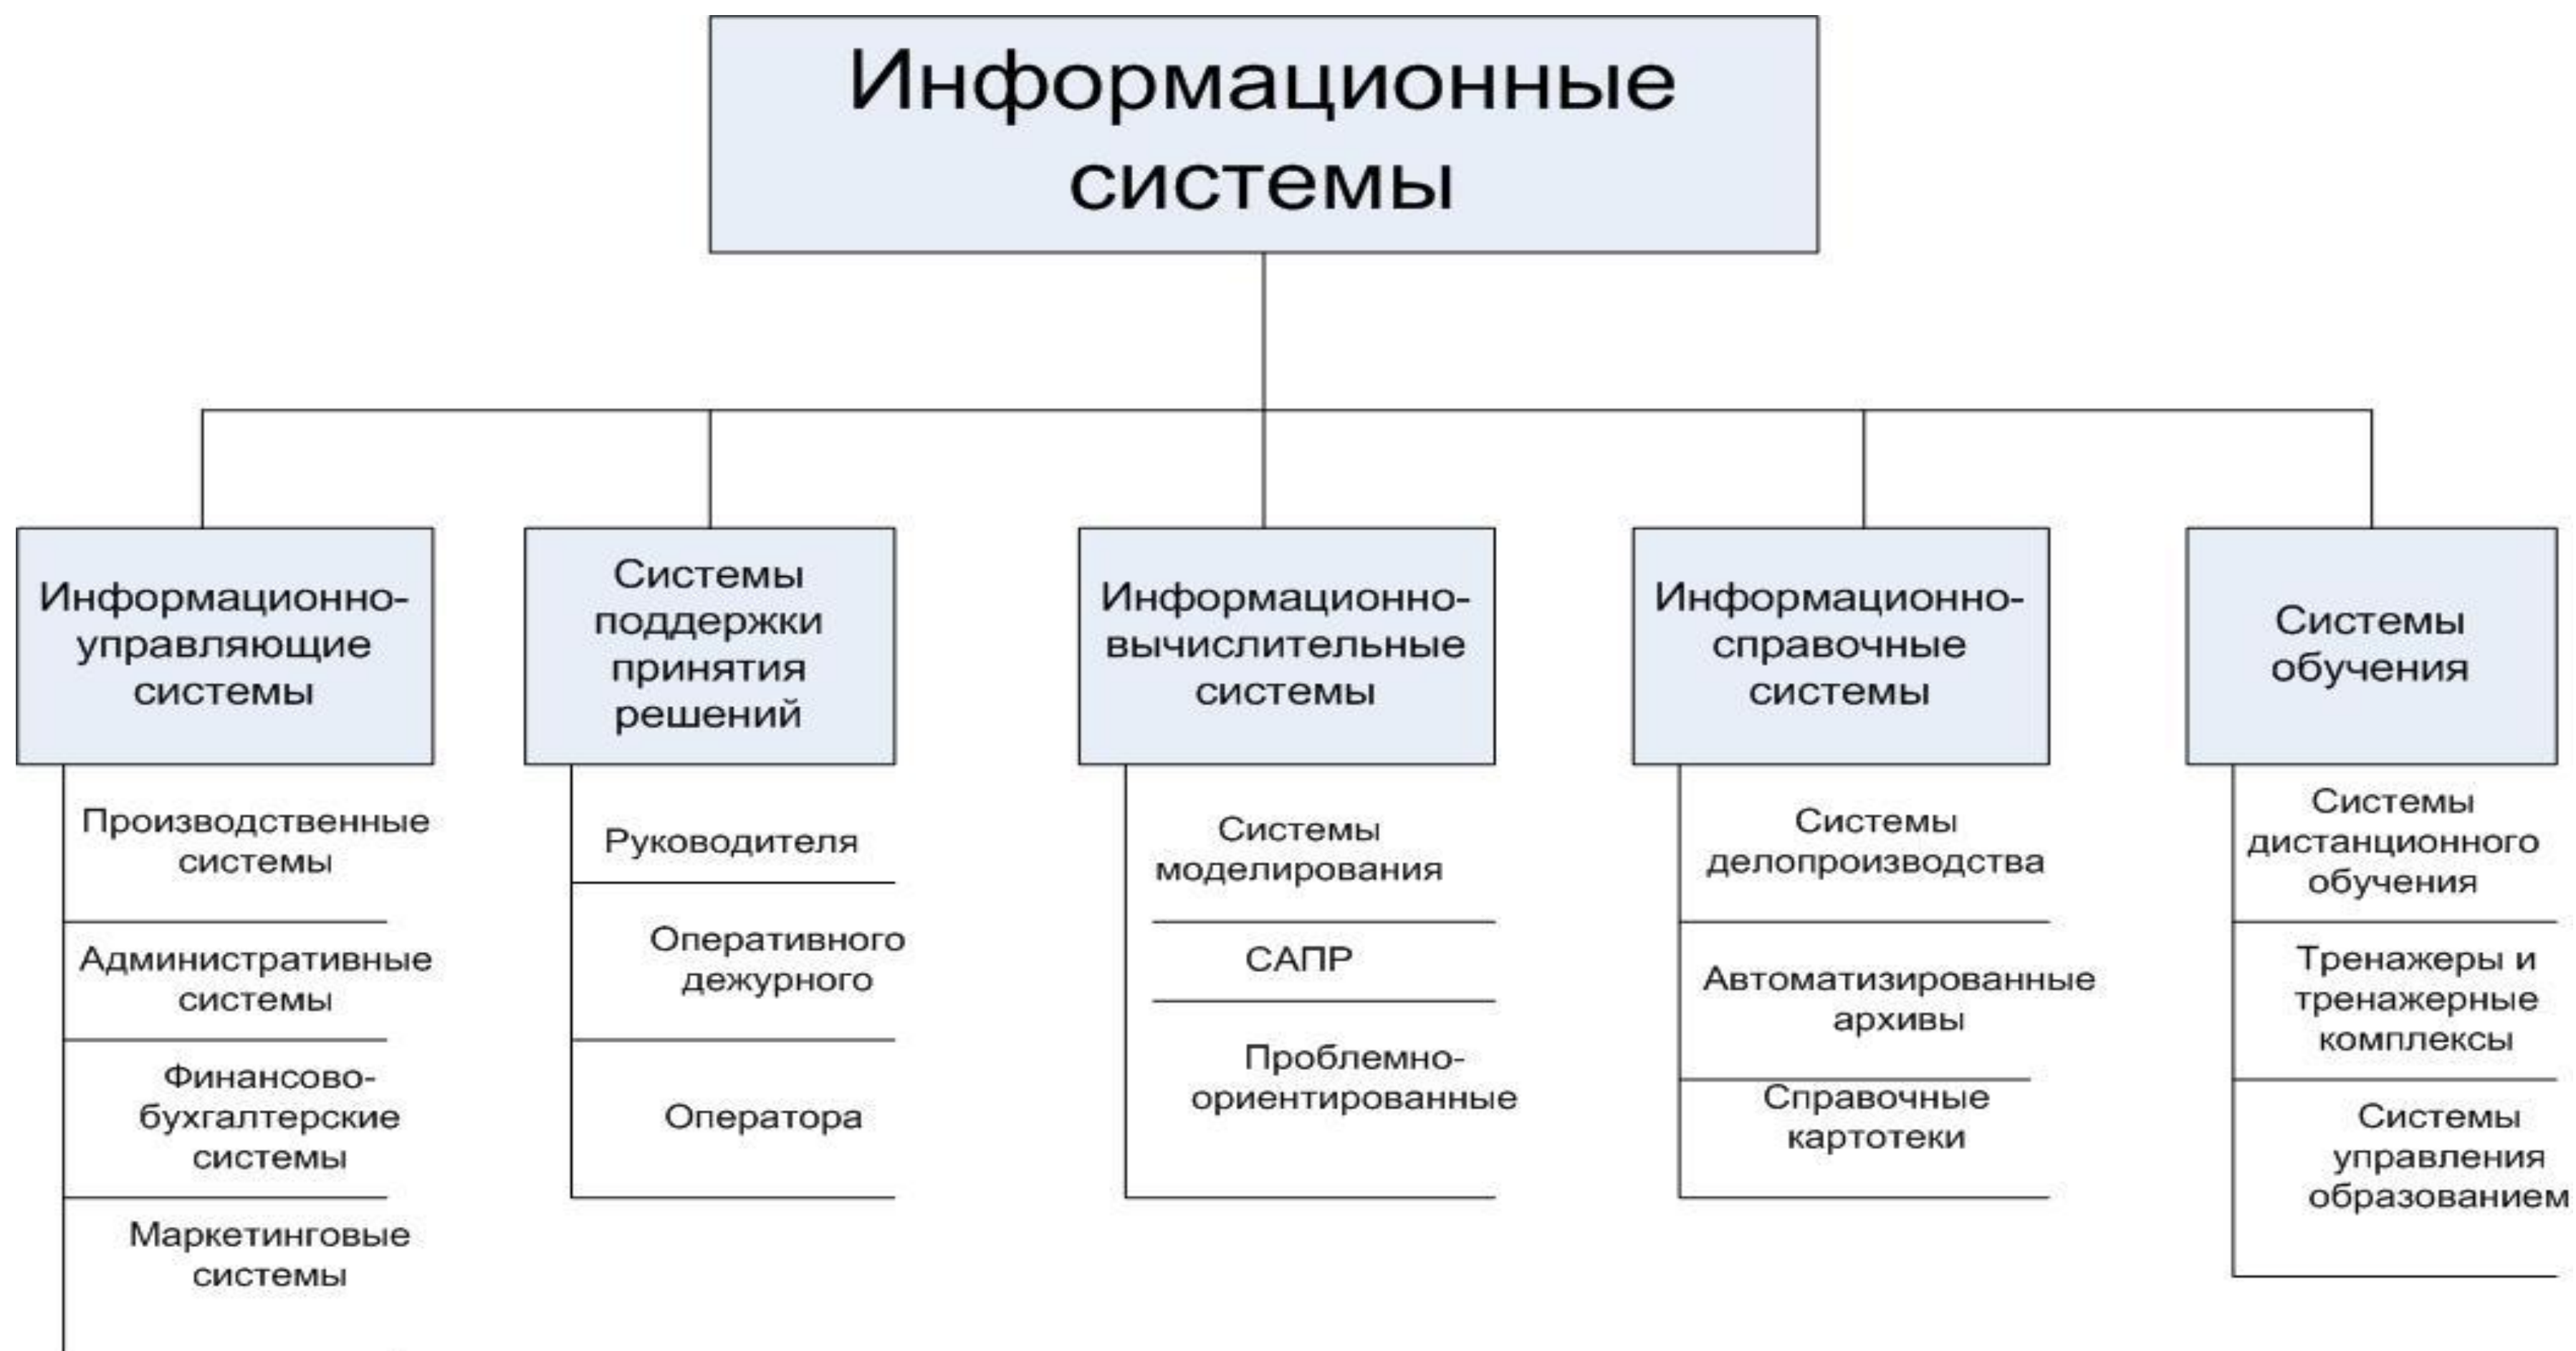 Информационные
системы
Информационно-
управляющие
системы
Производственные
системы
Административные
системы
Финансово-
бухгалтерские
системы
Маркетинговые
системы
Системы
поддержки
принятия
решений
Руководителя
Оперативного
дежурного
Оператора
Информационно-
вычислительные
системы
Системы
моделирования
САПР
Проблемно-
ориентированные
Информационно-
справочные
системы
Системы
делопроизводства
Автоматизированные
архивы
Справочные
картотеки
Системы
обучения
Системы
дистанционного
обучения
Тренажеры и
тренажерные
комплексы
Системы
управления
образованием